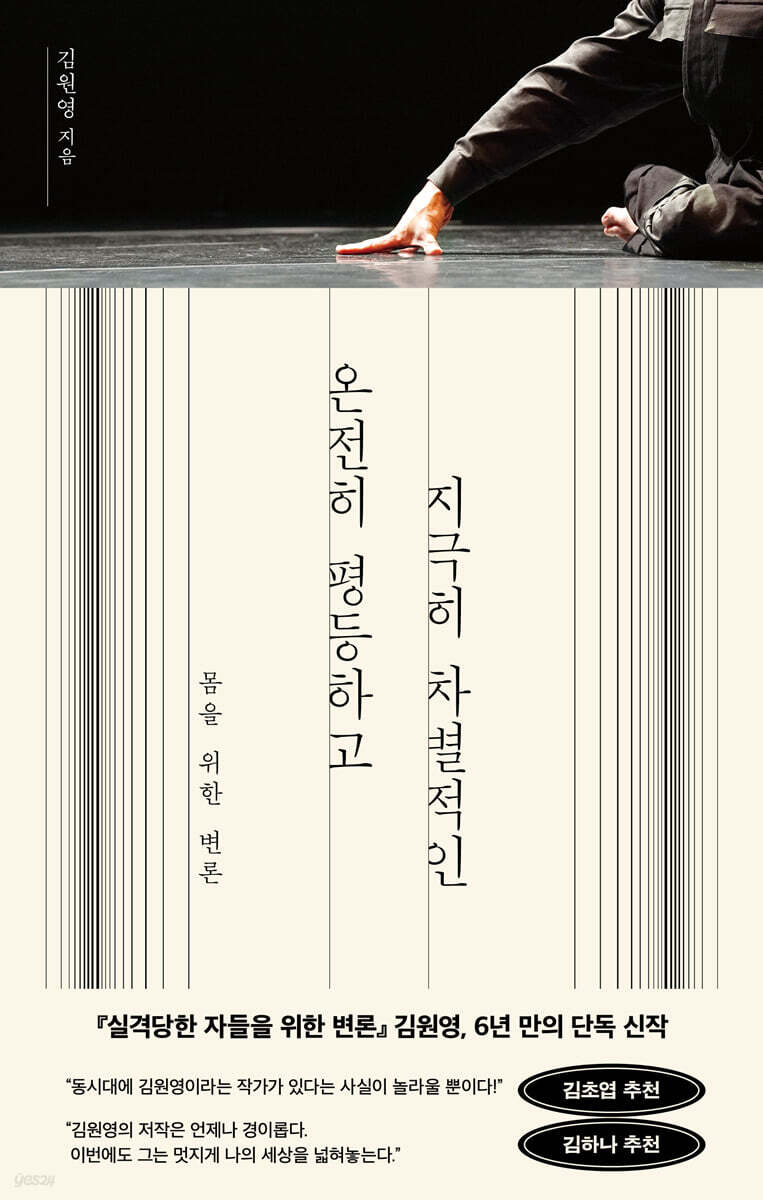 김원영 지음
온전히 평등하고
지극히 차별적인
몸을 위한 변론
『실격당한 자들을 위한 변론』 김원영, 6년 만의 단독 신작
“동시대에 김원영이라는 작가가 있다는 사실이 놀라울 뿐이다!”
김초엽 추천
“김원영의 저작은 언제나 경이롭다.
이번에도 그는 멋지게 나의 세상을 넓혀놓는다.”
김하나 추천
yes24